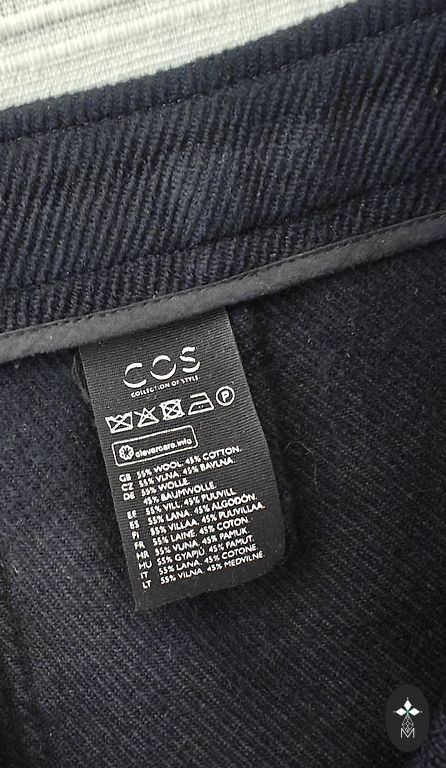 COS
COLLECTION OF STYLE
P
clevercare.info
GB 55% WOOL. 45% COTTON.
CZ 55% VLNA. 45% BAVLNA.
DE 55% WOLLE.
45% BAUMWOLLE.
EE 55% VILL. 45% PUUVILL
ES 55% LANA. 45% ALGODÓN.
FI 55% VILLAA. 45% PUUVILLAA.
FR 55% LAINE. 45% COTON.
HR 55% VUNA. 45% PAMUK.
HU 55% GYAPJÚ. 45% PAMUT.
IT 55% LANA. 45% COTONE.
LT 55% VILNA. 45% MEDVILNĖ.
M